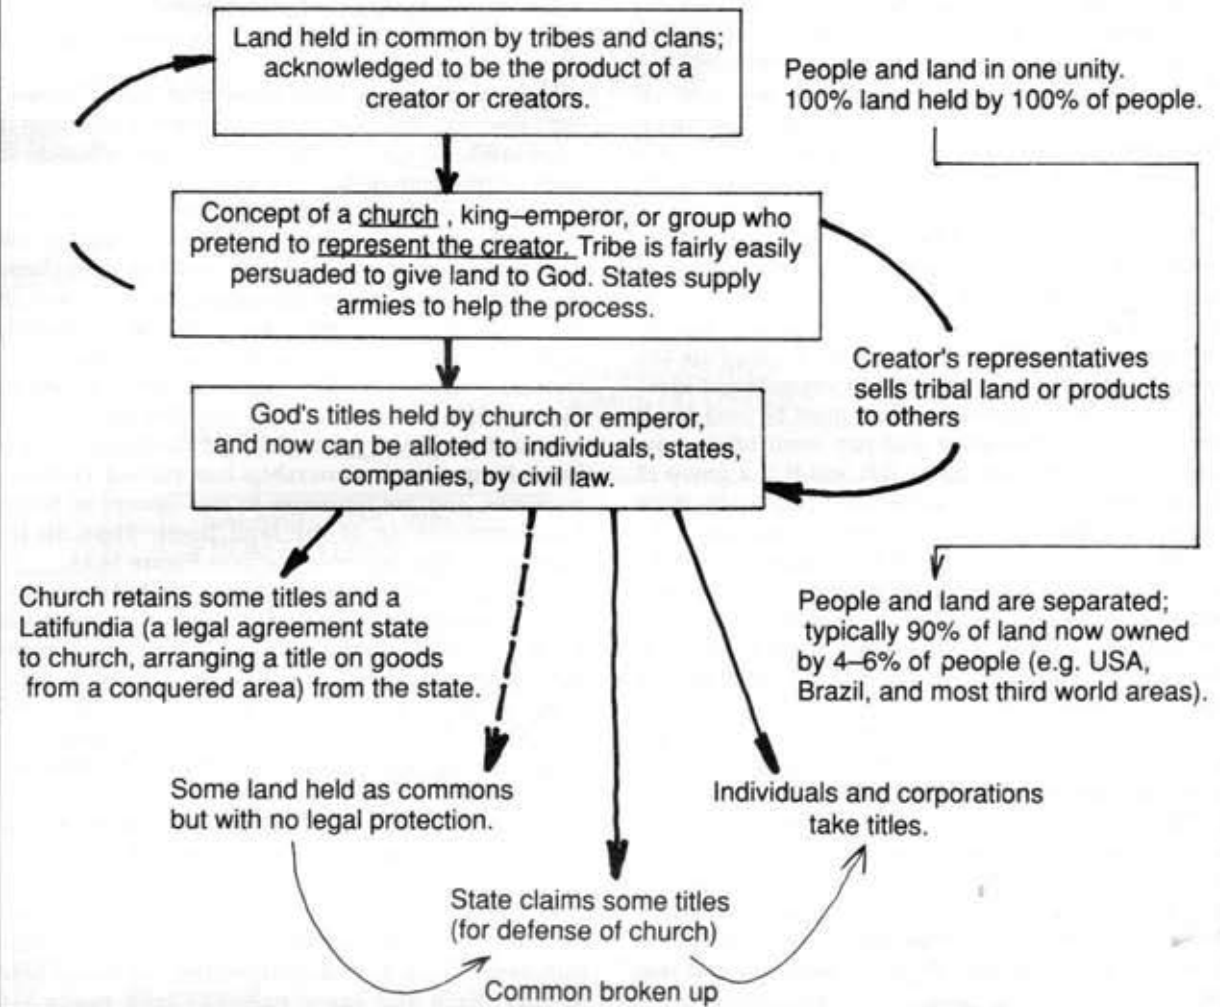 Land held in common by tribes and clans;
acknowledged to be the product of a
creator or creators.
People and land in one unity.
100% land held by 100% of people.
Concept of a church , king–emperor, or group who
pretend to represent the creator. Tribe is fairly easily
persuaded to give land to God. States supply
armies to help the process.
Creator's representatives
sells tribal land or products
to others
God's titles held by church or emperor,
and now can be alloted to individuals, states,
companies, by civil law.
Church retains some titles and a
Latifundia (a legal agreement state
to church, arranging a title on goods
from a conquered area) from the state.
People and land are separated;
typically 90% of land now owned
by 4–6% of people (e.g. USA,
Brazil, and most third world areas).
Some land held as commons
but with no legal protection.
Individuals and corporations
take titles.
State claims some titles
(for defense of church)
Common broken up